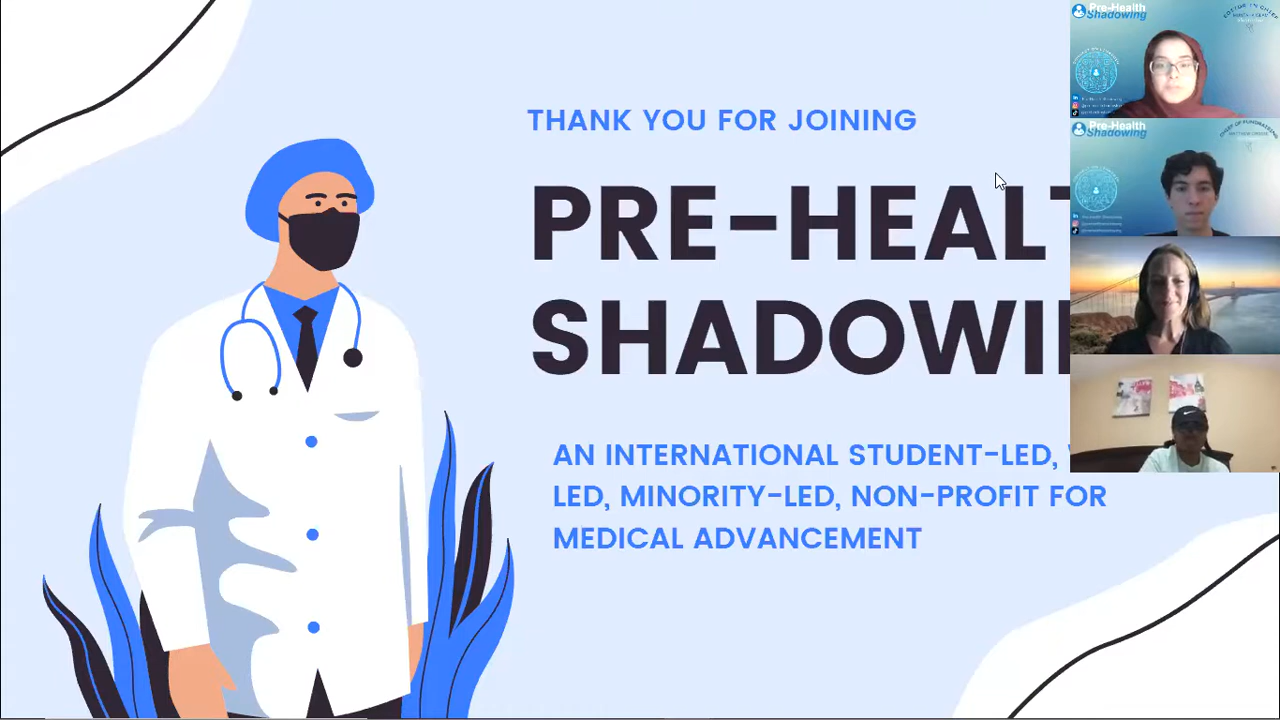 THANK YOU FOR JOINING
PRE-HEALT
SHADOWI
AN INTERNATIONAL STUDENT-LED,
LED, MINORITY-LED, NON-PROFIT FOR
MEDICAL ADVANCEMENT
Pre-Health
Shadowing
Pre-Health
Shadowing